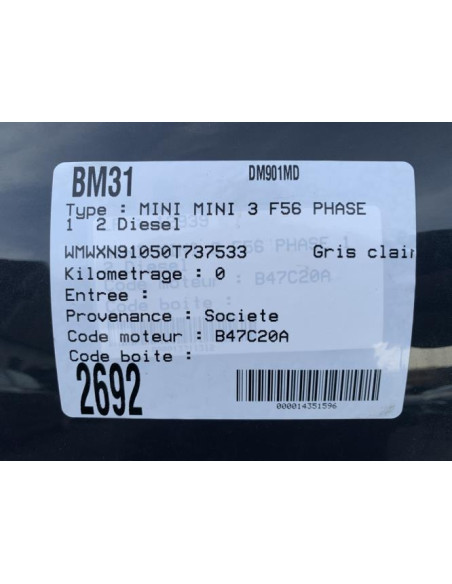 BM31 DM901MD
Type : MINI MINI 3 F56 PHASE
1 2 Diesel
WMWXN91050T737533 Gris clair
Kilometrage : 0
Entree :
Provenance : Societe
Code moteur : B47C20A
Code boite :
2692
000014351596